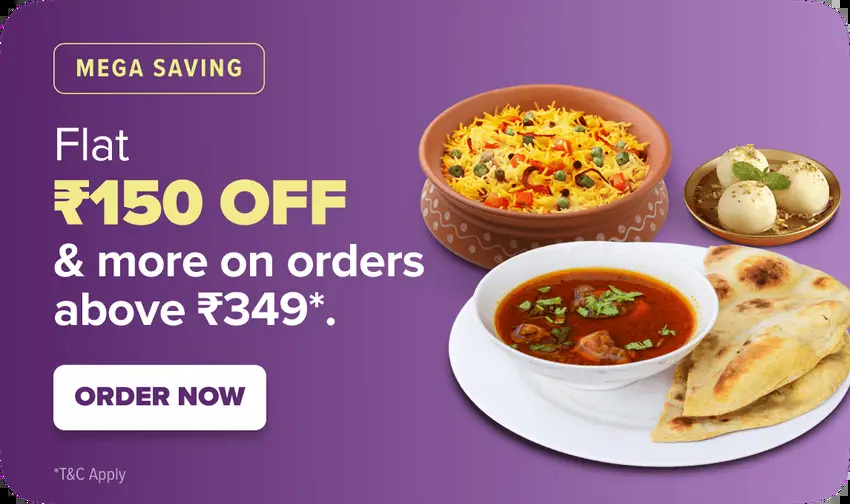 MEGA SAVING
Flat
₹150 OFF
& more on orders
above ₹349*.
ORDER NOW
*T&C Apply